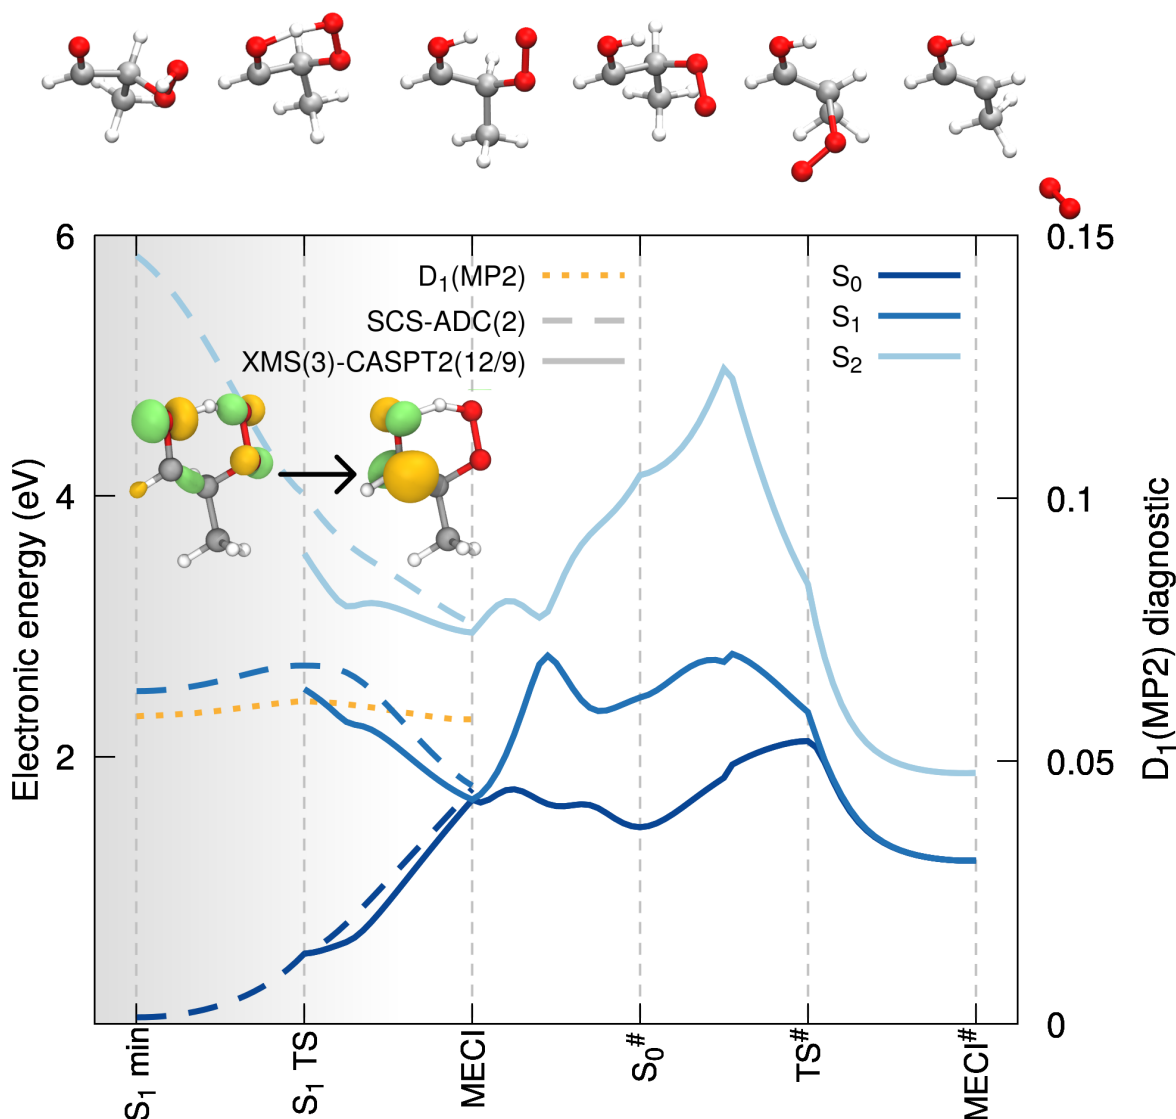 6
4
2
Electronic energy (eV)
D₁(MP2)
SCS-ADC(2)
XMS(3)-CASPT2(12/9)
S₀
S₁
S₂
0.15
0.1
0.05
0
D₁(MP2) diagnostic
S₁ min
S₁ TS
MECI
S₀#
TS#
MECI#